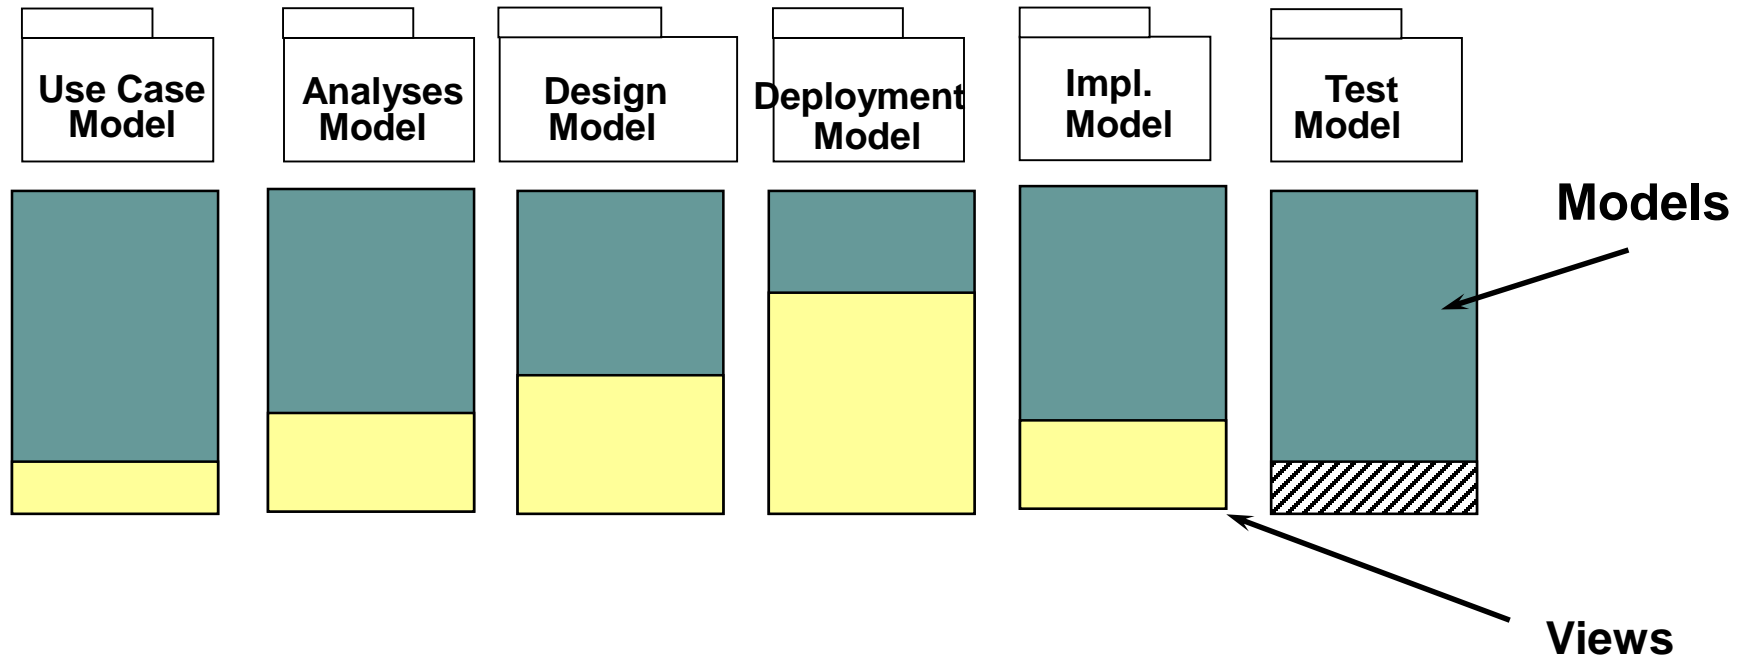 Use Case
Model
Analyses
Model
Design
Model
Deployment
Model
Impl.
Model
Test
Model
Models
Views